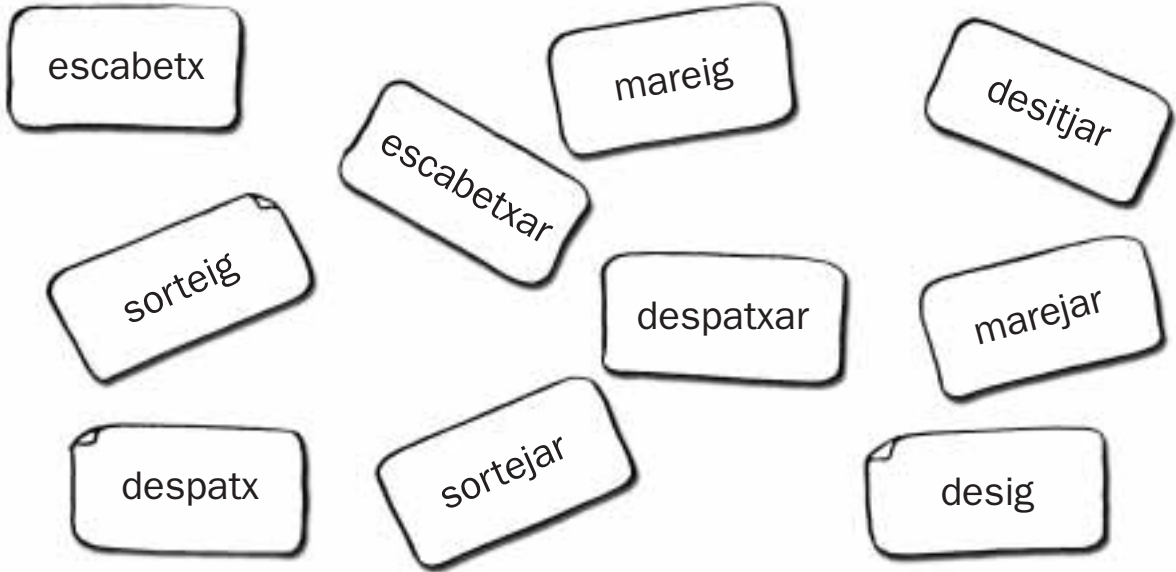 escabetx
mareig
desitjar
escabetxar
sorteig
despatxar
marejar
despatx
sortejar
desig